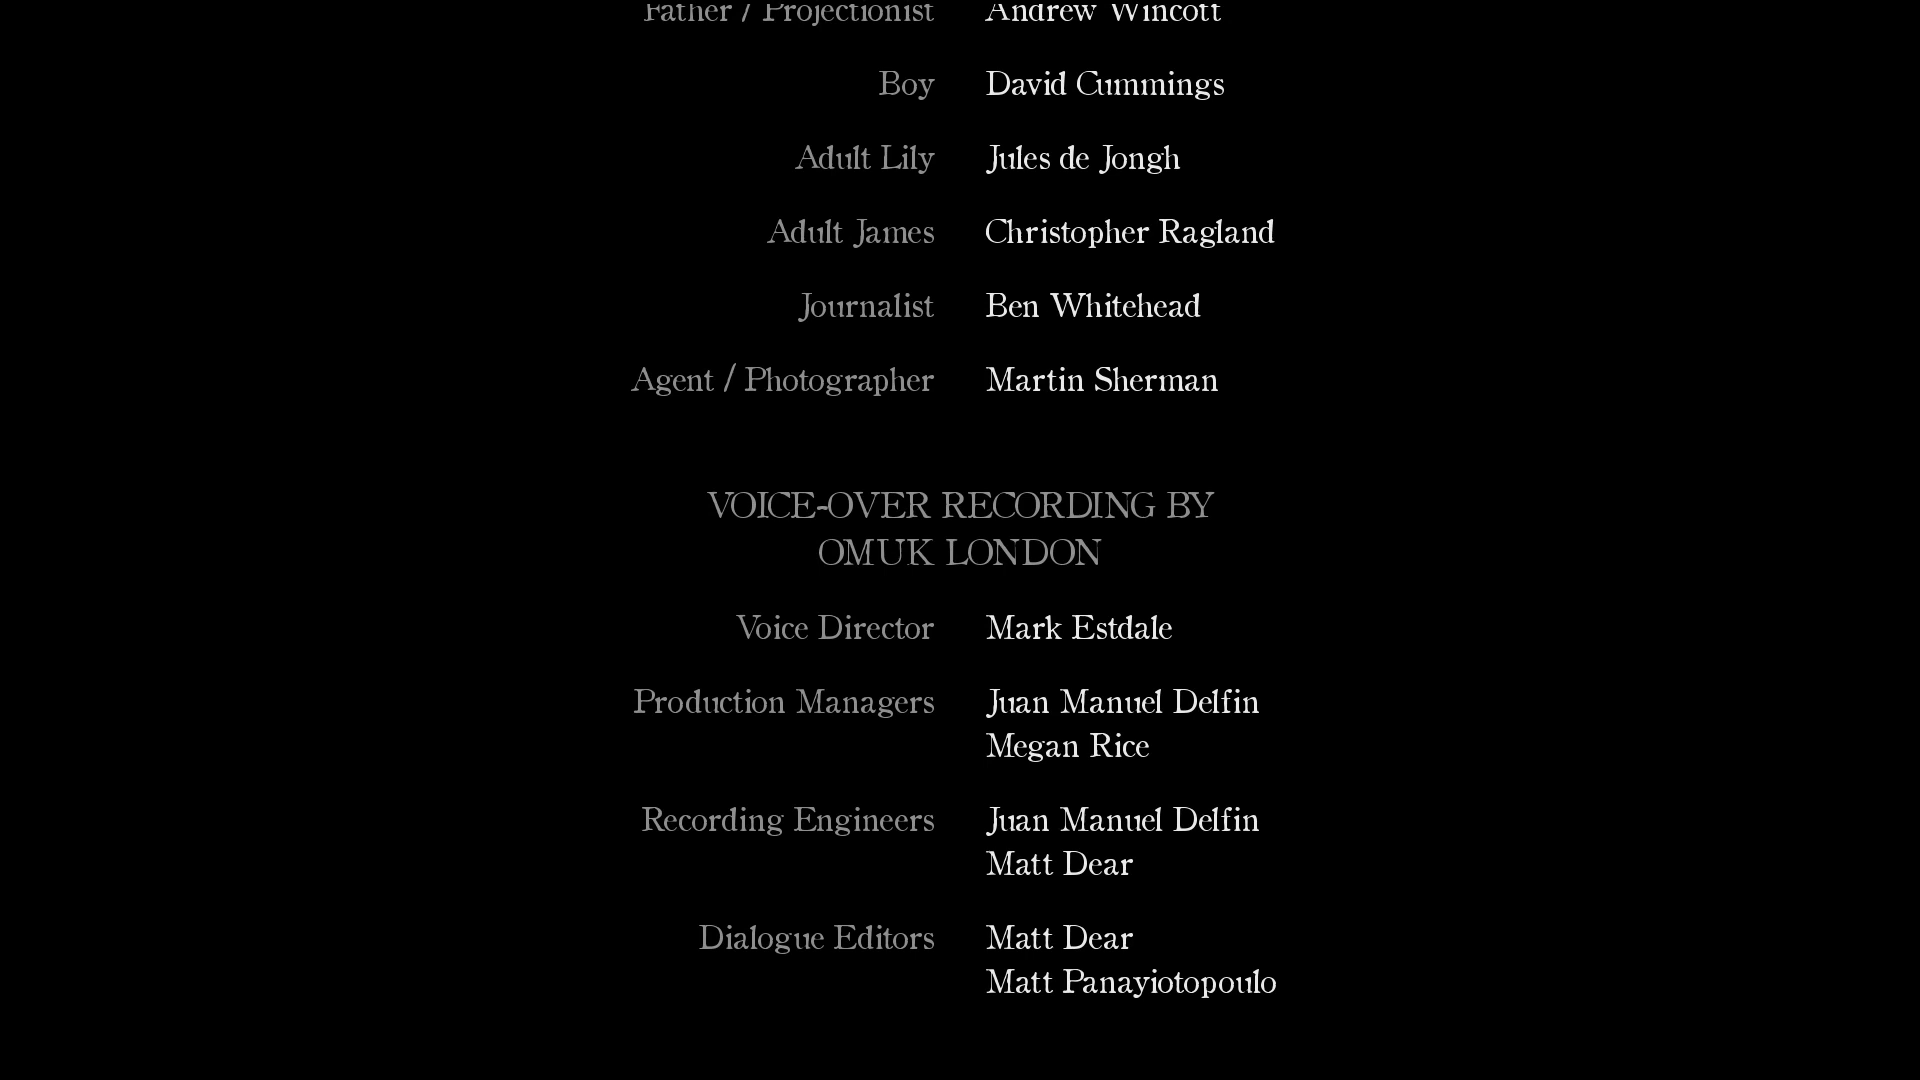 Father / Projectionist Andrew Wincott
Boy David Cummings
Adult Lily Jules de Jongh
Adult James Christopher Ragland
Journalist Ben Whitehead
Agent / Photographer Martin Sherman
VOICE-OVER RECORDING BY
OMUK LONDON
Voice Director Mark Estdale
Production Managers Juan Manuel Delfin
Megan Rice
Recording Engineers Juan Manuel Delfin
Matt Dear
Dialogue Editors Matt Dear
Matt Panayiotopoulo